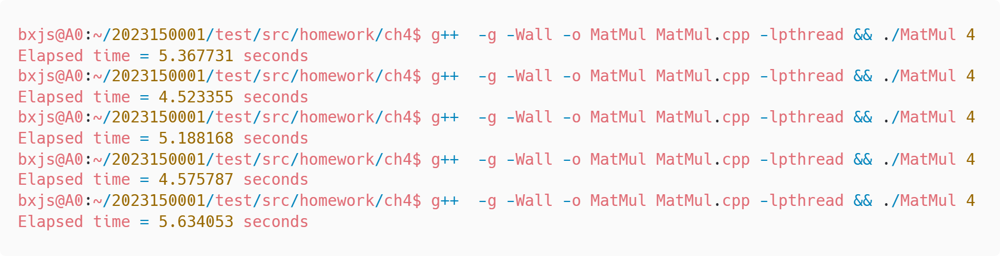 bxjs@A0:~/2023150001/test/src/homework/ch4$ g++  -g -Wall -o MatMul MatMul.cpp -lpthread && ./MatMul 4
Elapsed time = 5.367731 seconds
bxjs@A0:~/2023150001/test/src/homework/ch4$ g++  -g -Wall -o MatMul MatMul.cpp -lpthread && ./MatMul 4
Elapsed time = 4.523355 seconds
bxjs@A0:~/2023150001/test/src/homework/ch4$ g++  -g -Wall -o MatMul MatMul.cpp -lpthread && ./MatMul 4
Elapsed time = 5.188168 seconds
bxjs@A0:~/2023150001/test/src/homework/ch4$ g++  -g -Wall -o MatMul MatMul.cpp -lpthread && ./MatMul 4
Elapsed time = 4.575787 seconds
bxjs@A0:~/2023150001/test/src/homework/ch4$ g++  -g -Wall -o MatMul MatMul.cpp -lpthread && ./MatMul 4
Elapsed time = 5.634053 seconds